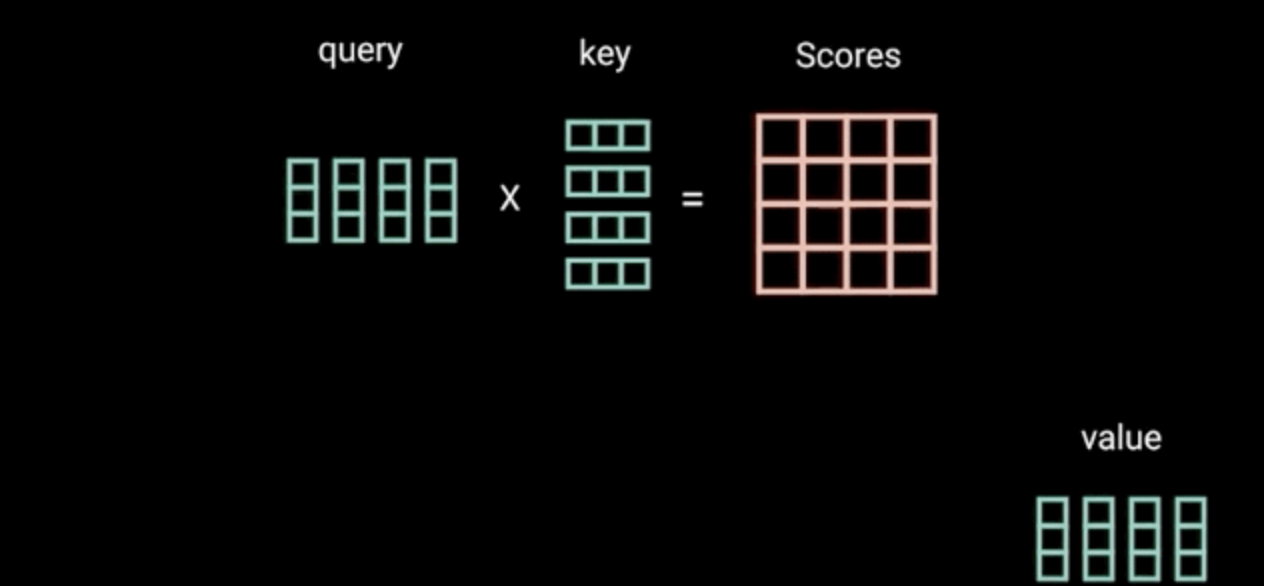 query key Scores
X =
value